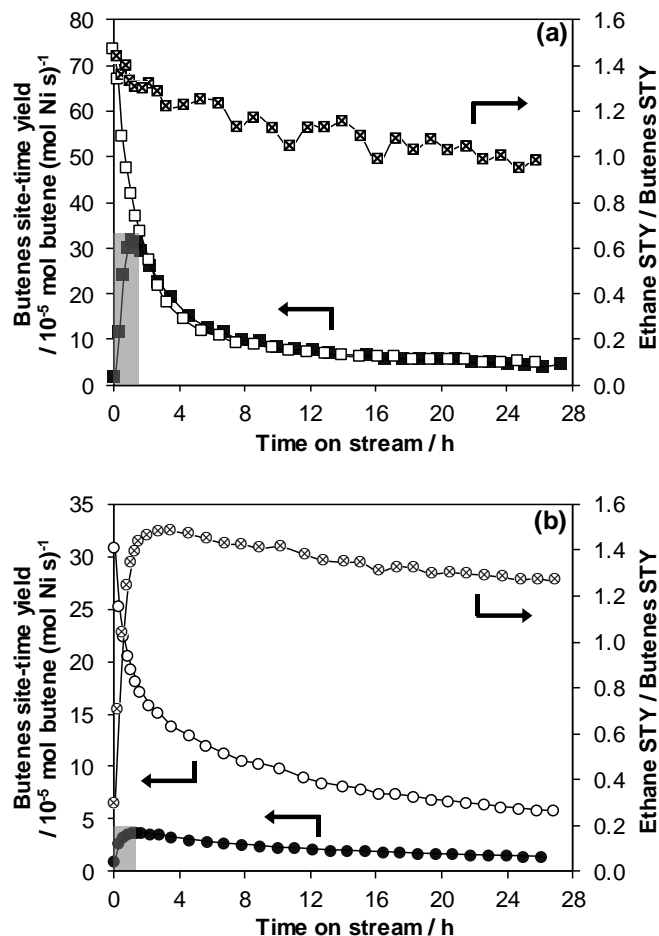 (a)
Butenes site-time yield
/ 10⁻⁵ mol butene (mol Ni s)⁻¹
80
70
60
50
40
30
20
10
0
1.6
1.4
1.2
1.0
0.8
0.6
0.4
0.2
0.0
Ethane STY / Butenes STY
0 4 8 12 16 20 24 28
Time on stream / h
(b)
Butenes site-time yield
/ 10⁻⁵ mol butene (mol Ni s)⁻¹
35
30
25
20
15
10
5
0
1.6
1.4
1.2
1.0
0.8
0.6
0.4
0.2
0.0
Ethane STY / Butenes STY
0 4 8 12 16 20 24 28
Time on stream / h